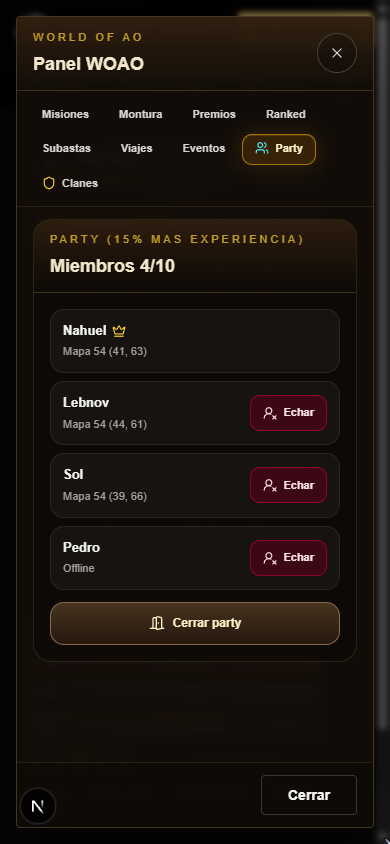 WORLD OF AO
Panel WOAO
Misiones Montura Premios Ranked
Subastas Viajes Eventos Party
Clanes
PARTY (15% MAS EXPERIENCIA)
Miembros 4/10
Nahuel
Mapa 54 (41, 63)
Lebnov
Mapa 54 (44, 61)
Echar
Sol
Mapa 54 (39, 66)
Echar
Pedro
Offline
Echar
Cerrar party
Cerrar
N